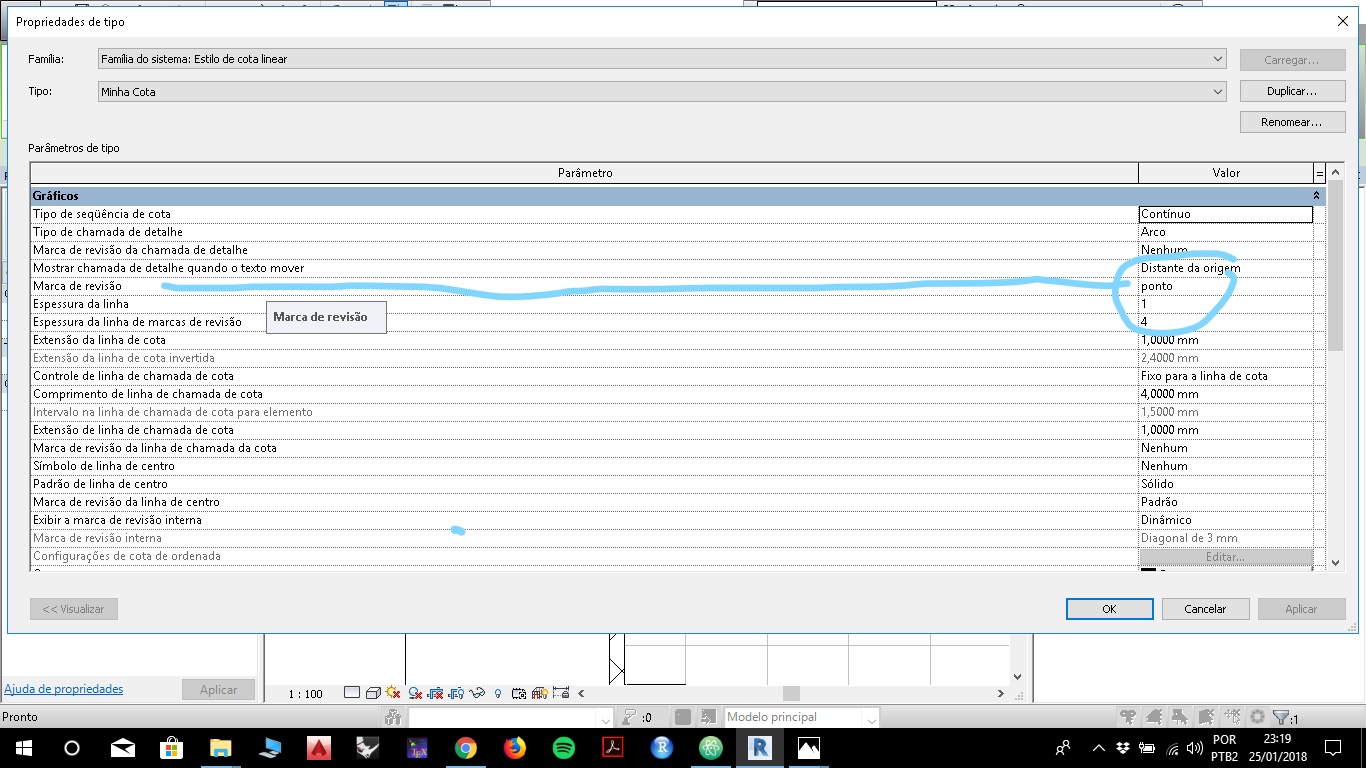 Propriedades de tipo
Família: Família do sistema: Estilo de cota linear Carregar...
Tipo: Minha Cota Duplicar...
Renomear...
Parâmetros de tipo
Parâmetro Valor =
Gráficos
Tipo de seqüência de cota Contínuo
Tipo de chamada de detalhe Arco
Marca de revisão da chamada de detalhe Nenhum
Mostrar chamada de detalhe quando o texto mover Distante da origem
Marca de revisão ponto
Espessura da linha 1
Marca de revisão
Espessura da linha de marcas de revisão 4
Extensão da linha de cota 1,0000 mm
Extensão da linha de cota invertida 2,4000 mm
Controle de linha de chamada de cota Fixo para a linha de cota
Comprimento de linha de chamada de cota 4,0000 mm
Intervalo na linha de chamada de cota para elemento 1,5000 mm
Extensão de linha de chamada de cota 1,0000 mm
Marca de revisão da linha de chamada da cota Nenhum
Símbolo de linha de centro Nenhum
Padrão de linha de centro Sólido
Marca de revisão da linha de centro Padrão
Exibir a marca de revisão interna Dinâmico
Marca de revisão interna Diagonal de 3 mm
Configurações de cota de ordenada Editar...
<< Visualizar OK Cancelar Aplicar
Ajuda de propriedades Aplicar 1 : 100
Pronto :0 Modelo principal :1
POR 23:19
PTB2 25/01/2018